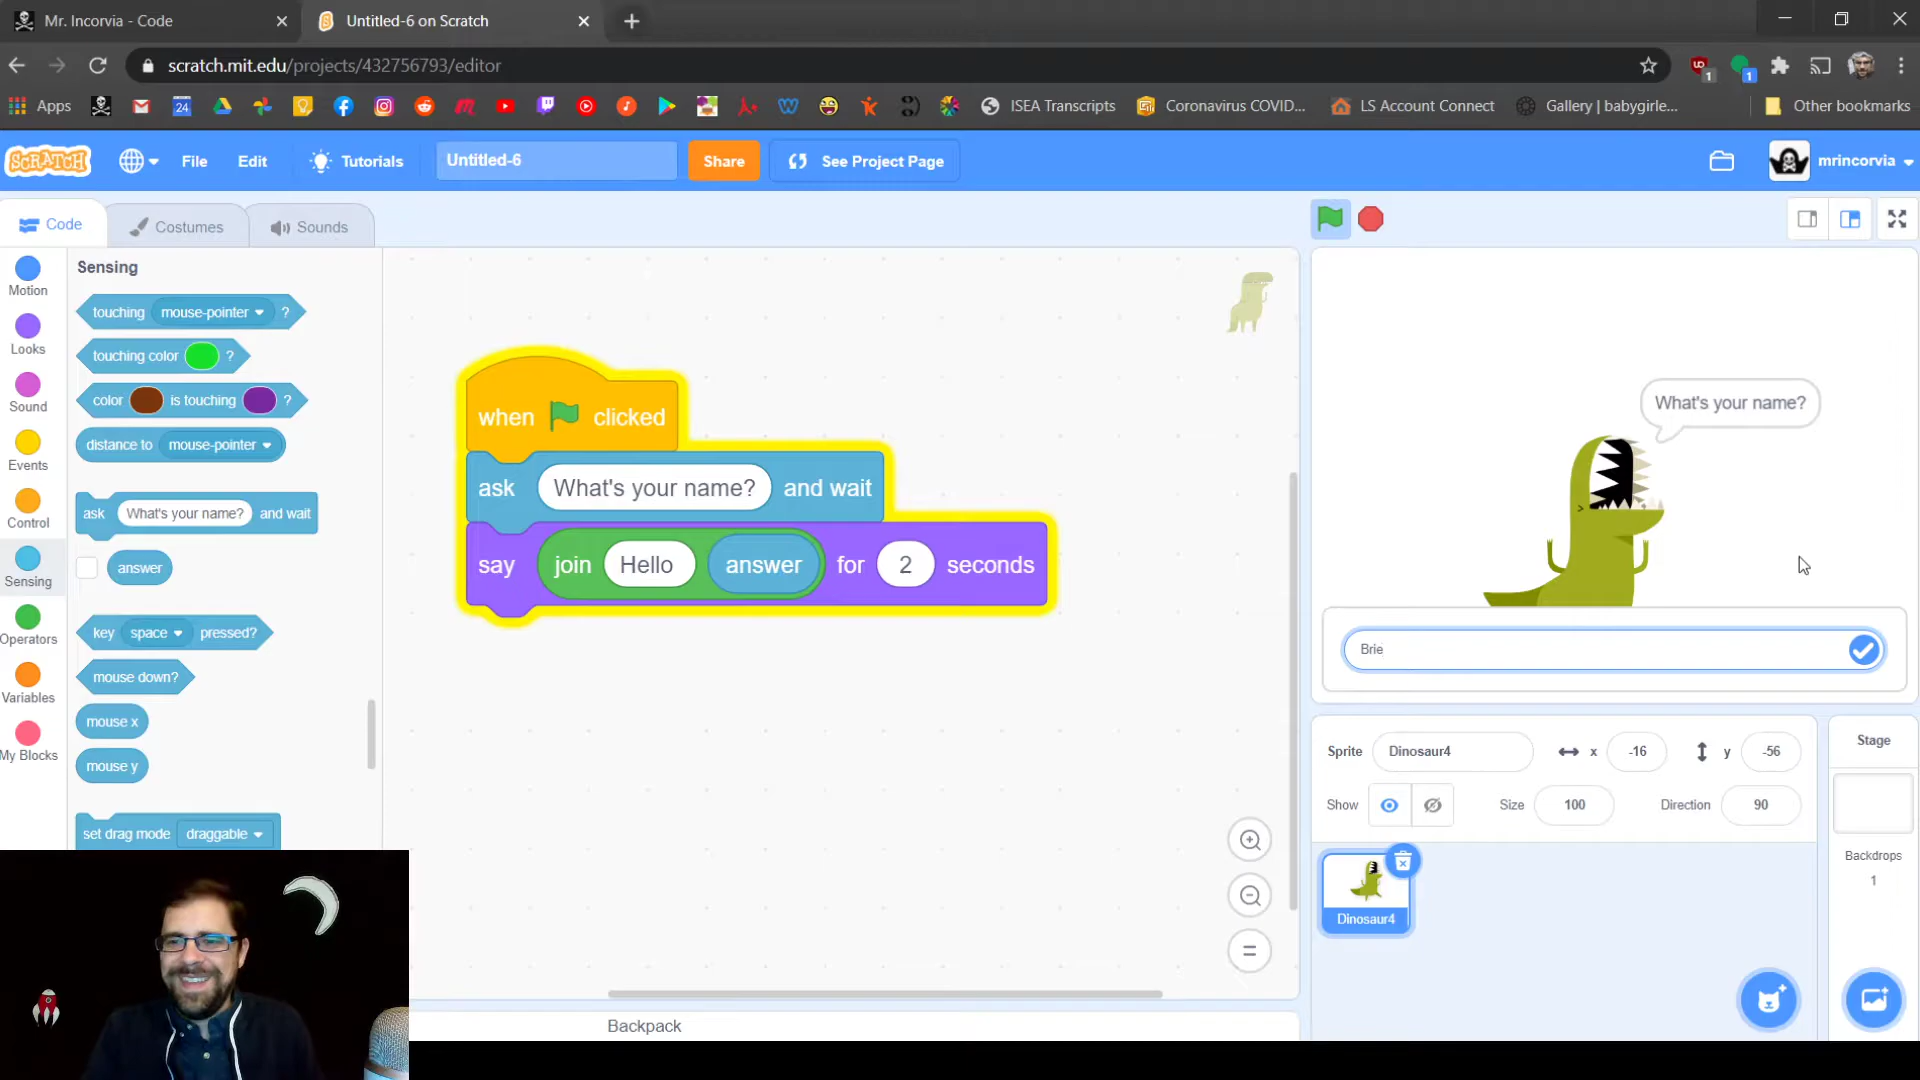 Mr. Incorvia - Code
Untitled-6 on Scratch
scratch.mit.edu/projects/432756793/editor
Apps
24
ISEA Transcripts
Coronavirus COVID...
LS Account Connect
Gallery | babygirle...
Other bookmarks
SCRATCH
File
Edit
Tutorials
Untitled-6
Share
See Project Page
mrincorvia
Code
Costumes
Sounds
Motion
Looks
Sound
Events
Control
Sensing
Operators
Variables
My Blocks
Sensing
touching mouse-pointer ?
touching color ?
color is touching ?
distance to mouse-pointer
ask What's your name? and wait
answer
key space pressed?
mouse down?
mouse x
mouse y
set drag mode draggable
when clicked
ask What's your name? and wait
say join Hello answer for 2 seconds
Backpack
What's your name?
Brie
Sprite Dinosaur4 x -16 y -56
Show Size 100 Direction 90
Dinosaur4
Stage
Backdrops
1